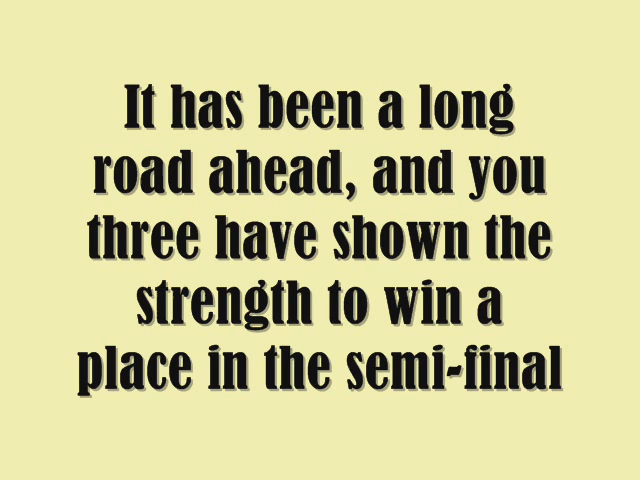 It has been a long
road ahead, and you
three have shown the
strength to win a
place in the semi-final